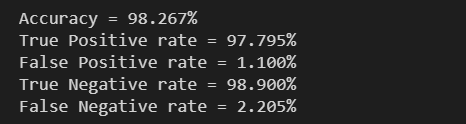 Accuracy = 98.267%
True Positive rate = 97.795%
False Positive rate = 1.100%
True Negative rate = 98.900%
False Negative rate = 2.205%